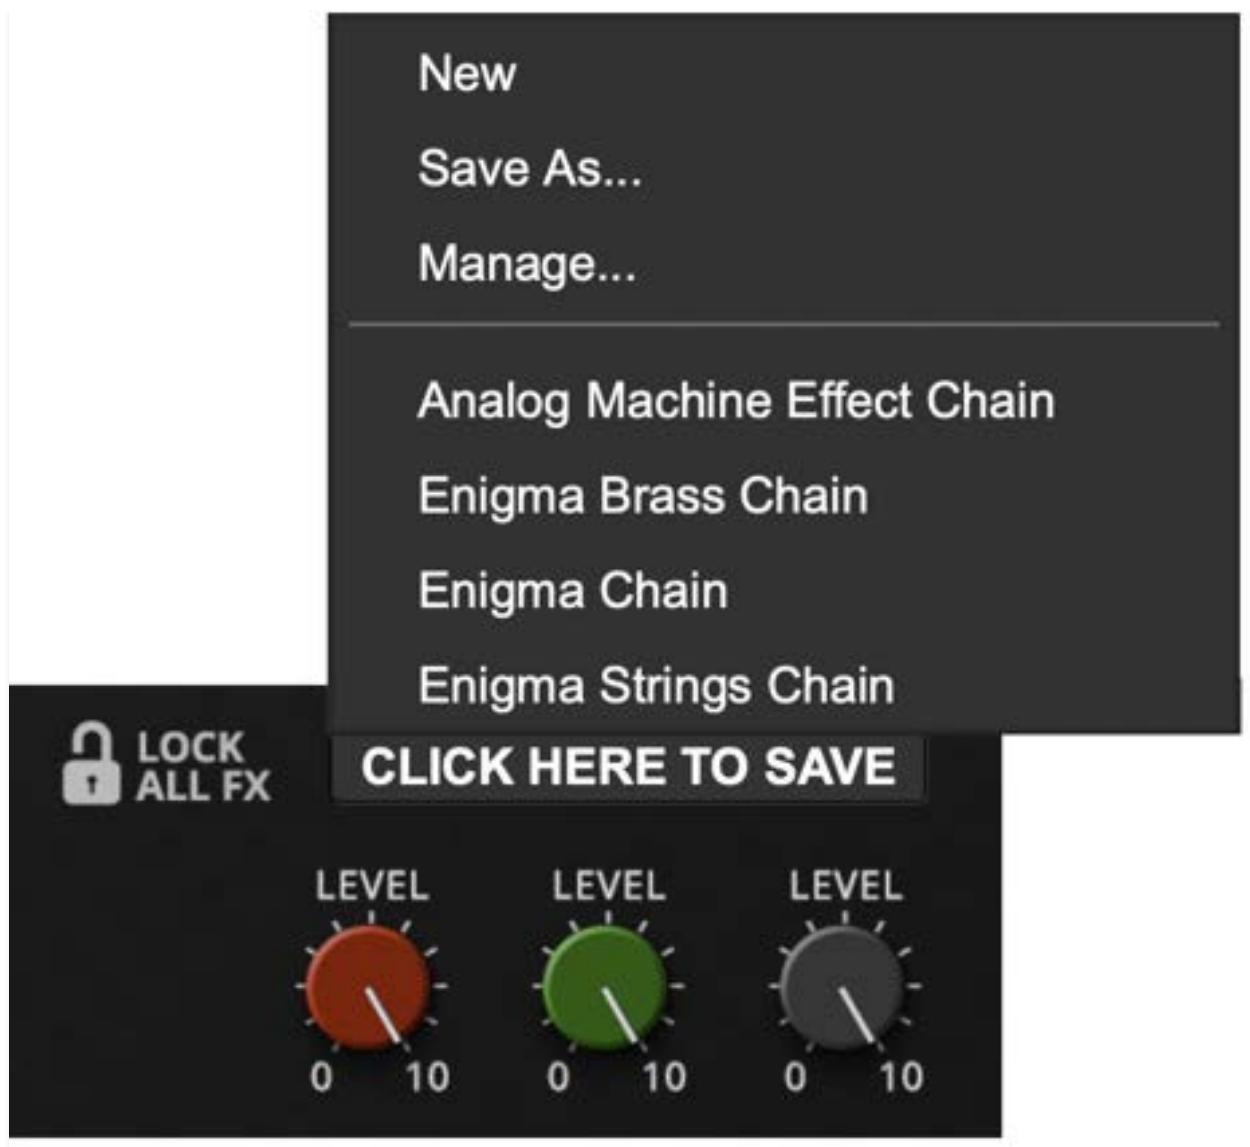 New
Save As...
Manage...
Analog Machine Effect Chain
Enigma Brass Chain
Enigma Chain
Enigma Strings Chain
LOCK
ALL FX
CLICK HERE TO SAVE
LEVEL LEVEL LEVEL
0 10 0 10 0 10